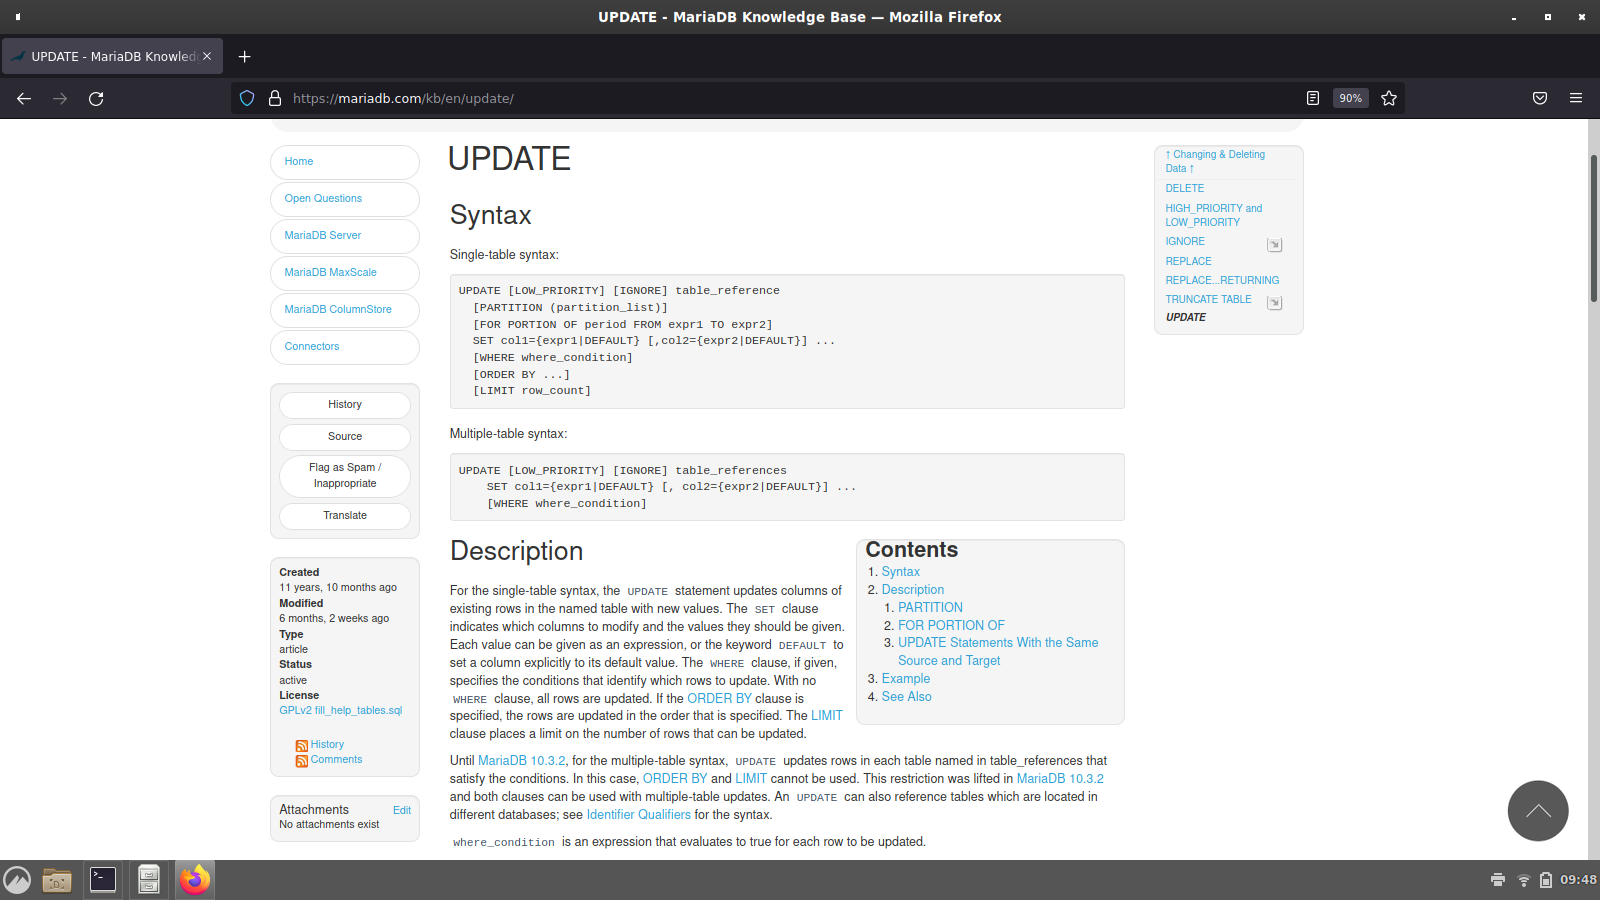 UPDATE - MariaDB Knowledge Base — Mozilla Firefox
UPDATE - MariaDB Knowled
https://mariadb.com/kb/en/update/
90%
Home
Open Questions
MariaDB Server
MariaDB MaxScale
MariaDB ColumnStore
Connectors
History
Source
Flag as Spam /
Inappropriate
Translate
Created
11 years, 10 months ago
Modified
6 months, 2 weeks ago
Type
article
Status
active
License
GPLv2 fill_help_tables.sql
History
Comments
Attachments Edit
No attachments exist
UPDATE
Syntax
Single-table syntax:
UPDATE [LOW_PRIORITY] [IGNORE] table_reference
[PARTITION (partition_list)]
[FOR PORTION OF period FROM expr1 TO expr2]
SET col1={expr1|DEFAULT} [,col2={expr2|DEFAULT}] ...
[WHERE where_condition]
[ORDER BY ...]
[LIMIT row_count]
Multiple-table syntax:
UPDATE [LOW_PRIORITY] [IGNORE] table_references
SET col1={expr1|DEFAULT} [, col2={expr2|DEFAULT}] ...
[WHERE where_condition]
Description
For the single-table syntax, the UPDATE statement updates columns of
existing rows in the named table with new values. The SET clause
indicates which columns to modify and the values they should be given.
Each value can be given as an expression, or the keyword DEFAULT to
set a column explicitly to its default value. The WHERE clause, if given,
specifies the conditions that identify which rows to update. With no
WHERE clause, all rows are updated. If the ORDER BY clause is
specified, the rows are updated in the order that is specified. The LIMIT
clause places a limit on the number of rows that can be updated.
Contents
1. Syntax
2. Description
1. PARTITION
2. FOR PORTION OF
3. UPDATE Statements With the Same
Source and Target
3. Example
4. See Also
Until MariaDB 10.3.2, for the multiple-table syntax, UPDATE updates rows in each table named in table_references that
satisfy the conditions. In this case, ORDER BY and LIMIT cannot be used. This restriction was lifted in MariaDB 10.3.2
and both clauses can be used with multiple-table updates. An UPDATE can also reference tables which are located in
different databases; see Identifier Qualifiers for the syntax.
where_condition is an expression that evaluates to true for each row to be updated.
↑ Changing & Deleting
Data ↑
DELETE
HIGH_PRIORITY and
LOW_PRIORITY
IGNORE
REPLACE
REPLACE...RETURNING
TRUNCATE TABLE
UPDATE
09:48